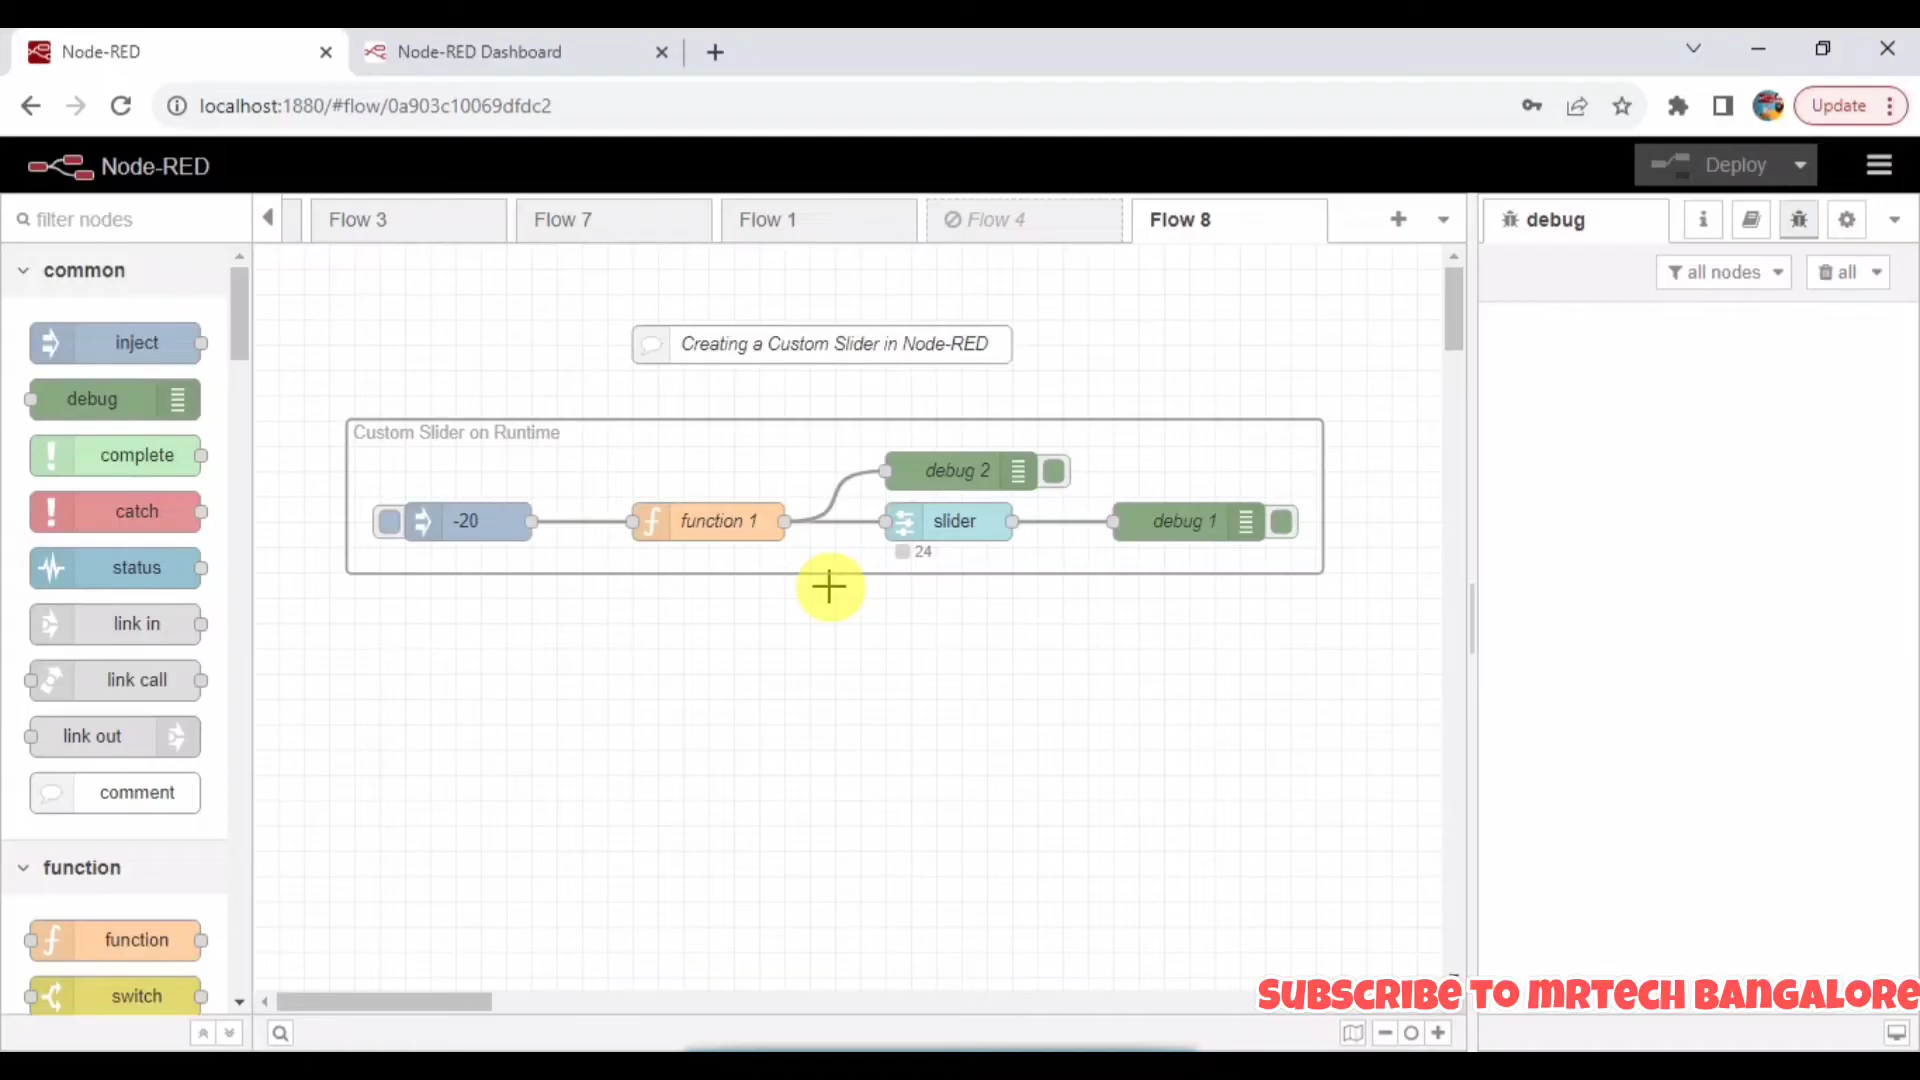 Node-RED
Node-RED Dashboard
localhost:1880/#flow/0a903c10069dfdc2
Update
Node-RED
Deploy
filter nodes
Flow 3
Flow 7
Flow 1
Flow 4
Flow 8
debug
i
all nodes
all
common
inject
debug
complete
catch
status
link in
link call
link out
comment
function
function
switch
Creating a Custom Slider in Node-RED
Custom Slider on Runtime
debug 2
-20
function 1
slider
debug 1
24
SUBSCRIBE TO MRTECH BANGALORE